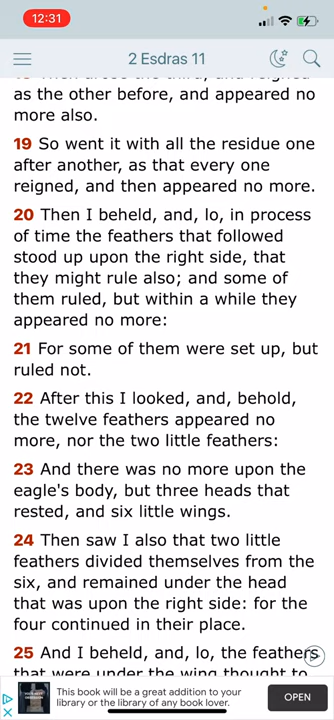 12:31
2 Esdras 11
as the other before, and appeared no
more also.
19 So went it with all the residue one
after another, as that every one
reigned, and then appeared no more.
20 Then I beheld, and, lo, in process
of time the feathers that followed
stood up upon the right side, that
they might rule also; and some of
them ruled, but within a while they
appeared no more:
21 For some of them were set up, but
ruled not.
22 After this I looked, and, behold,
the twelve feathers appeared no
more, nor the two little feathers:
23 And there was no more upon the
eagle's body, but three heads that
rested, and six little wings.
24 Then saw I also that two little
feathers divided themselves from the
six, and remained under the head
that was upon the right side: for the
four continued in their place.
25 And I beheld, and, lo, the feathers
that were under the wing thought to
This book will be a great addition to your
library or the library of any book lover.
OPEN